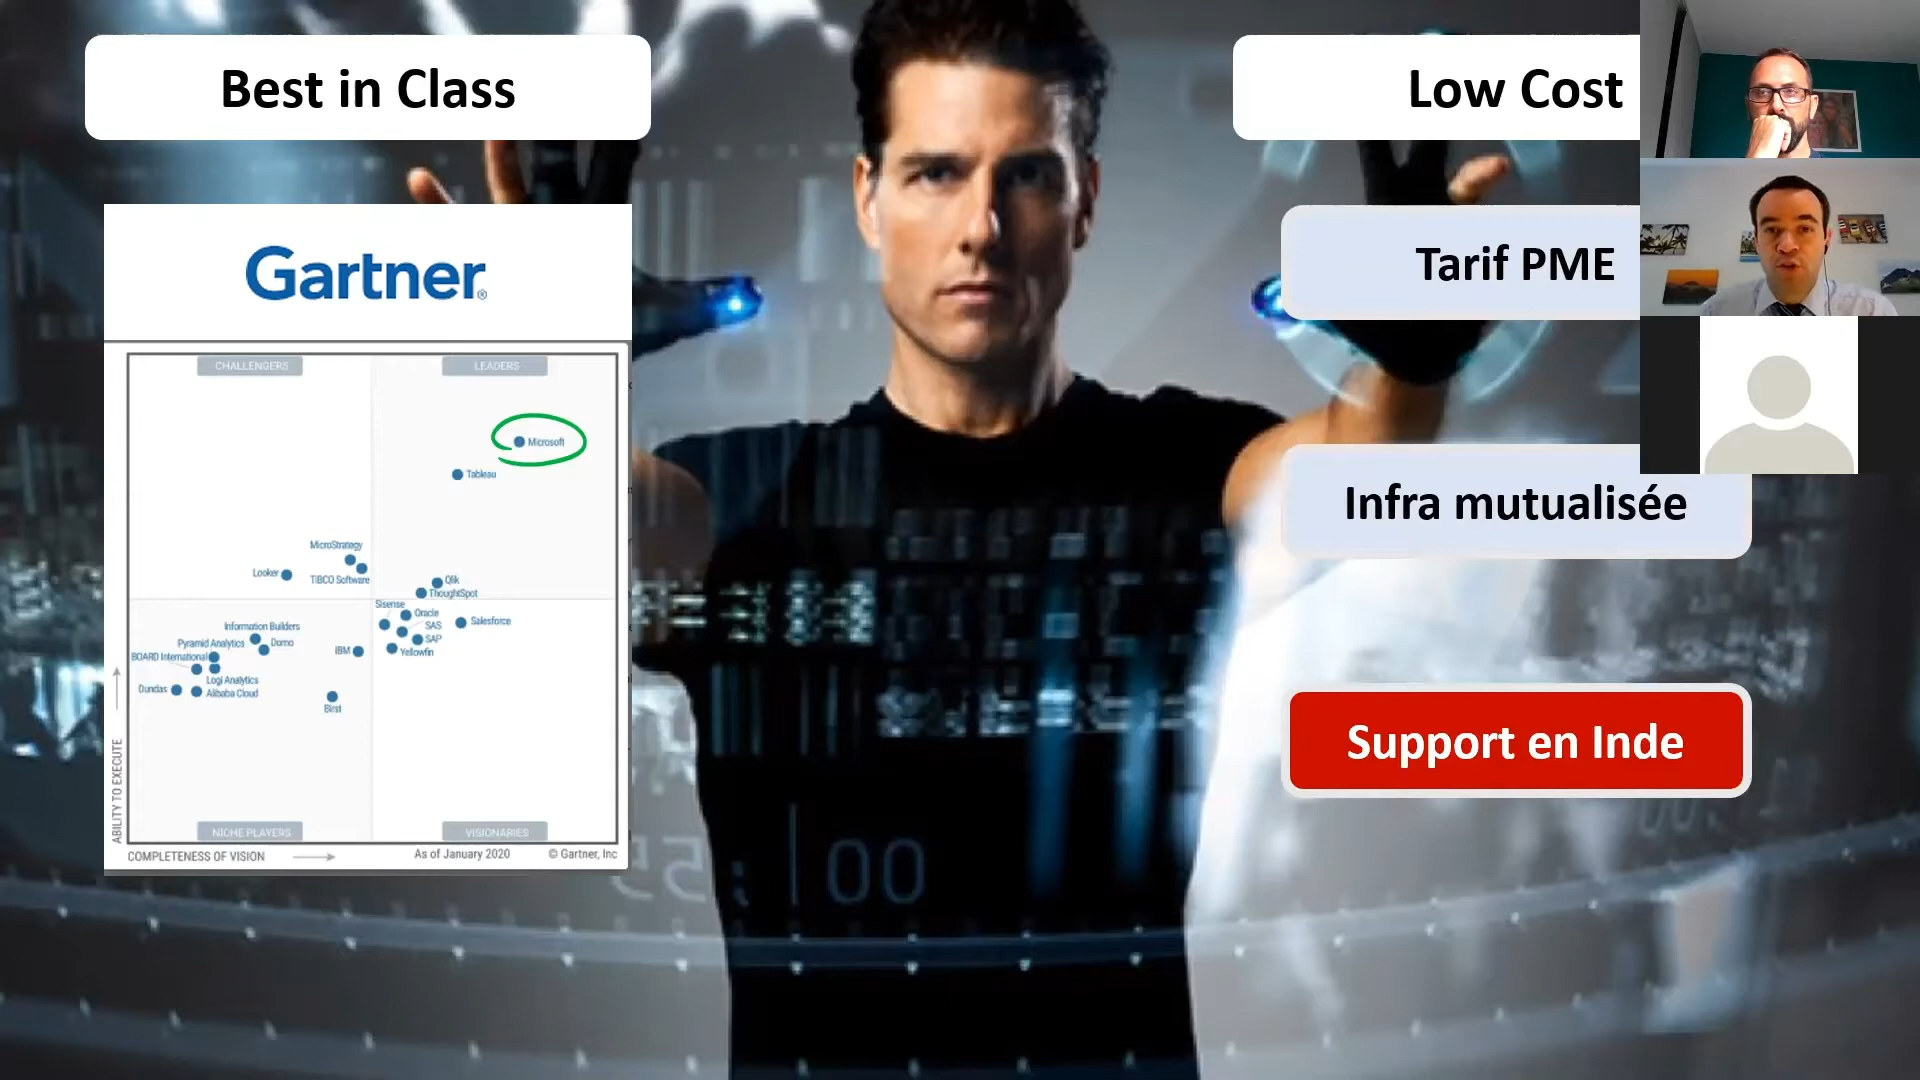 Best in Class
Low Cost
Gartner®
Tarif PME
CHALLENGERS
LEADERS
Microsoft
Tableau
Infra mutualisée
MicroStrategy
Looker
TIBCO Software
Qlik
ThoughtSpot
Sisense
Oracle
Salesforce
SAS
SAP
Yellowfin
Information Builders
Domo
Pyramid Analytics
IBM
BOARD International
Logi Analytics
Dundas
Alibaba Cloud
Birst
Support en Inde
ABILITY TO EXECUTE
NICHE PLAYERS
VISIONARIES
COMPLETENESS OF VISION
As of January 2020
© Gartner, Inc
00